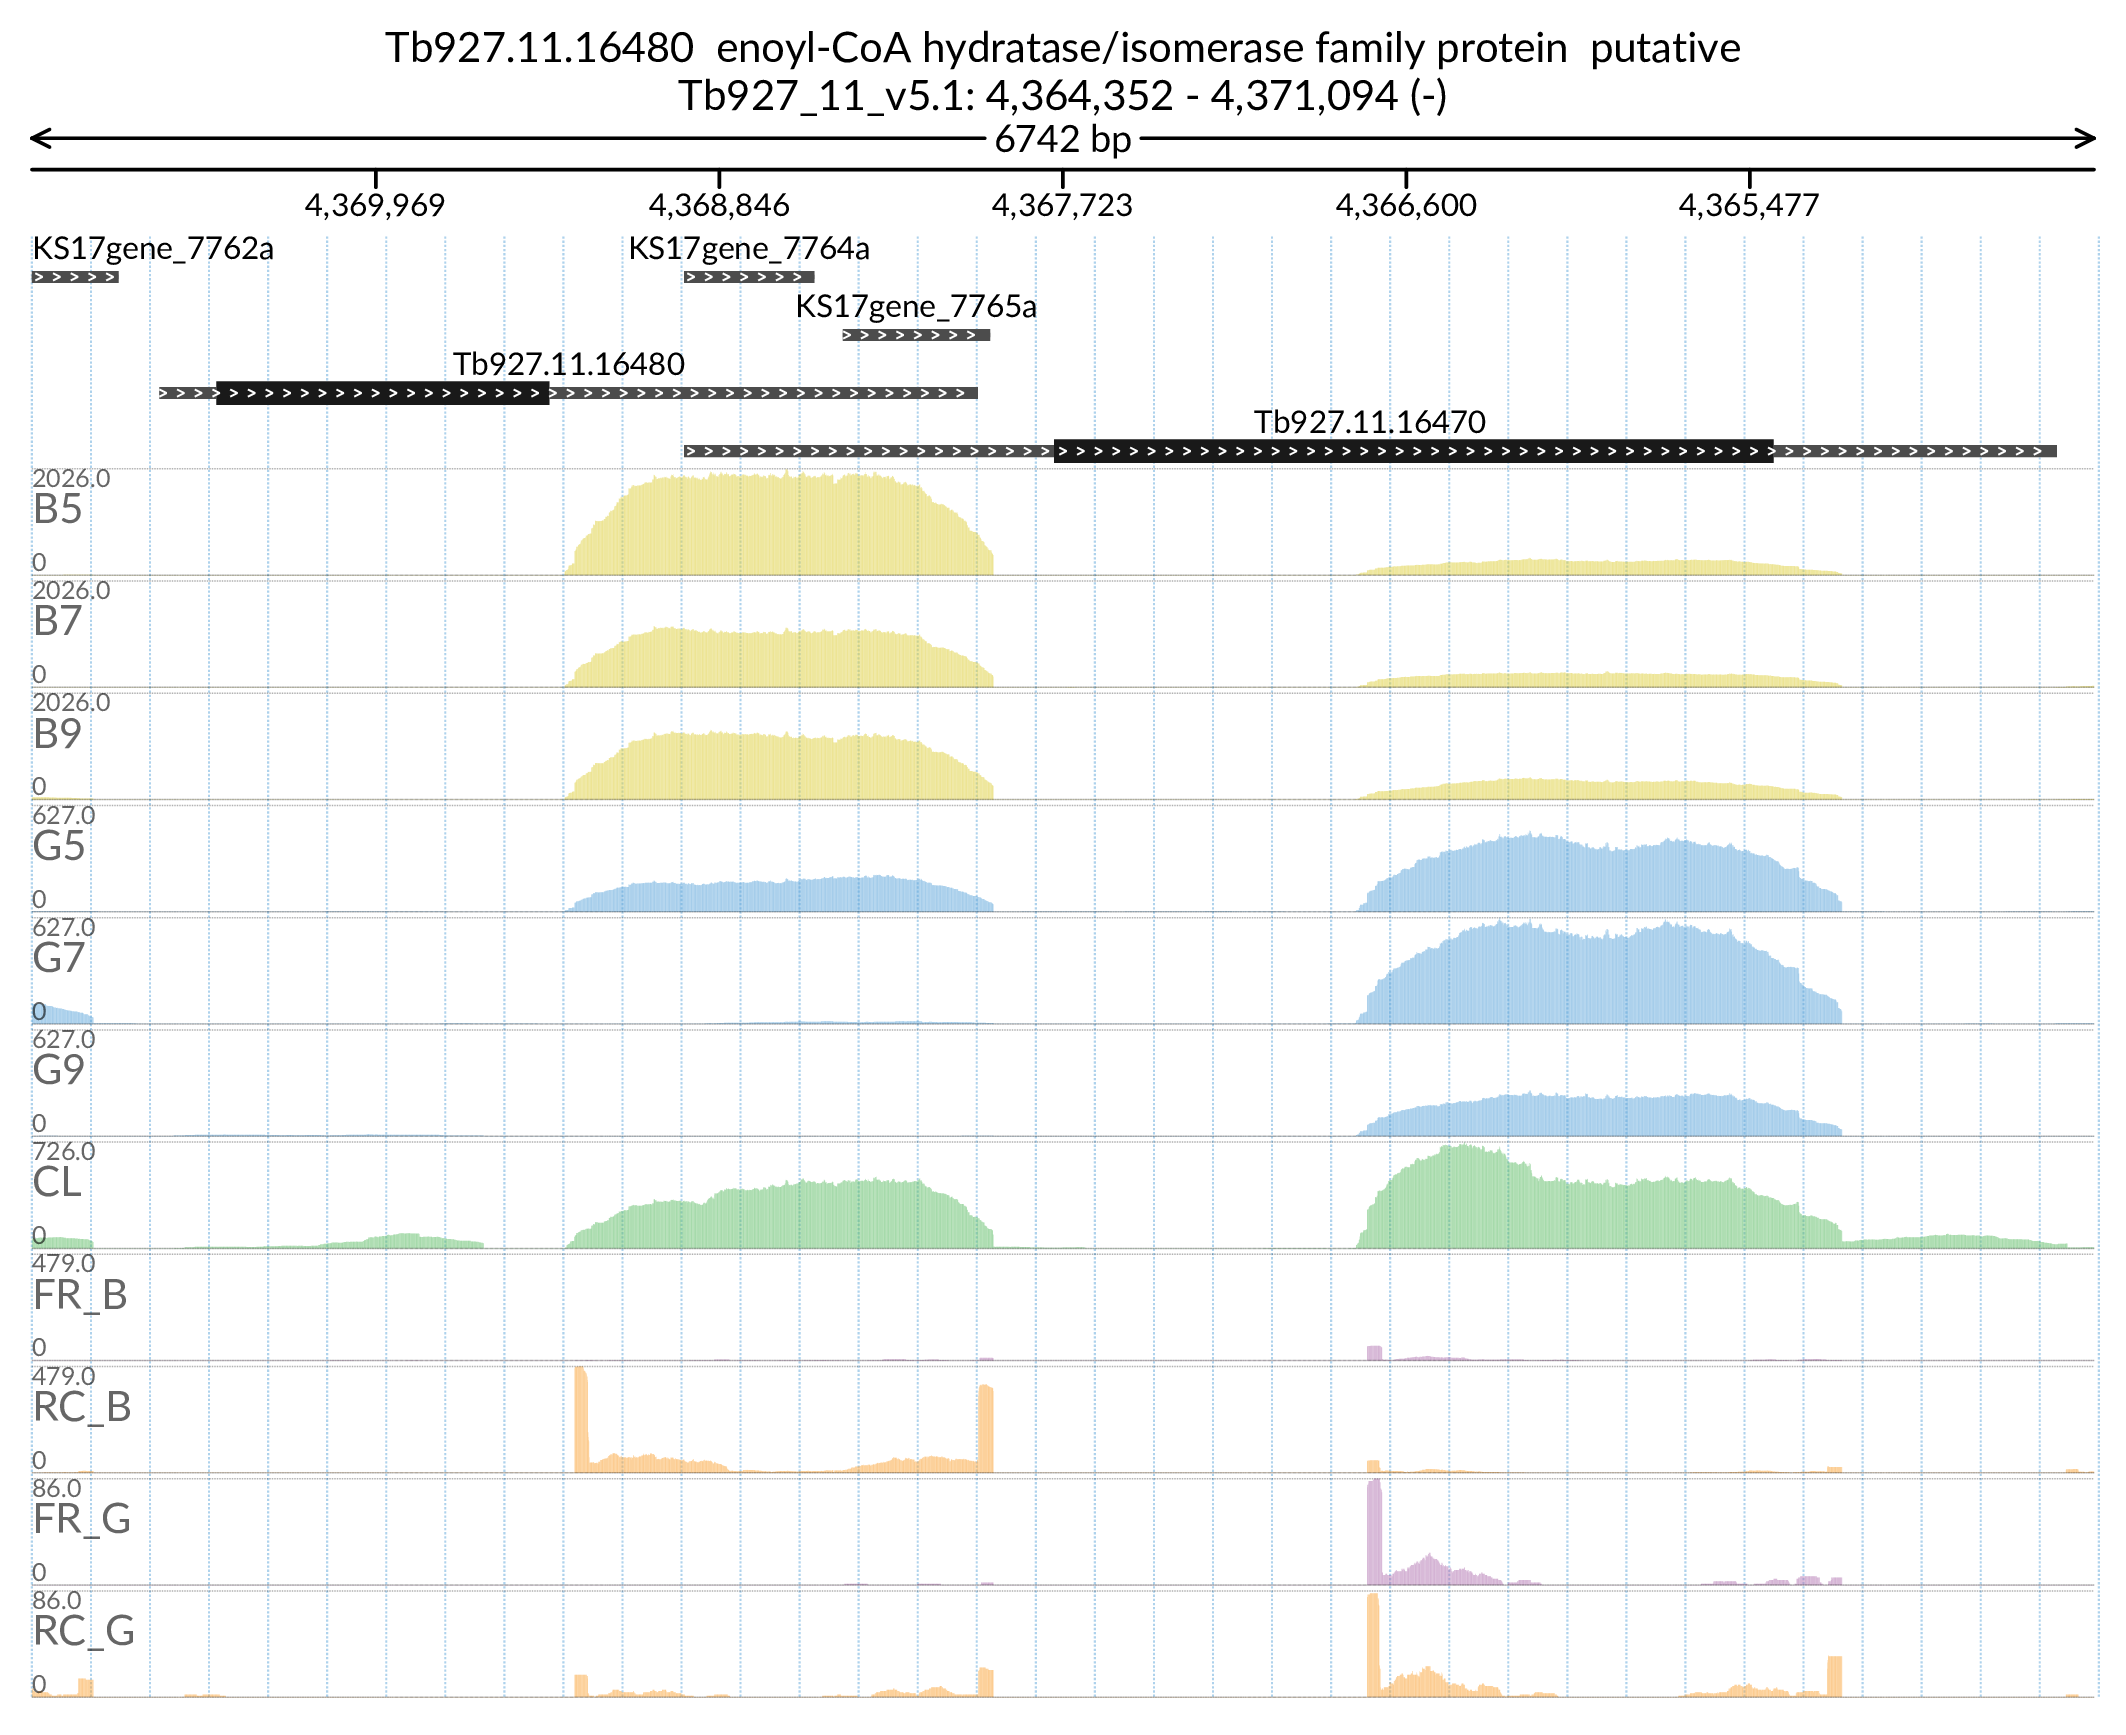 Tb927.11.16480 enoyl-CoA hydratase/isomerase family protein putative
Tb927_11_v5.1: 4,364,352 - 4,371,094 (-)
6742 bp
4,369,969 4,368,846 4,367,723 4,366,600 4,365,477
KS17gene_7762a KS17gene_7764a
KS17gene_7765a
Tb927.11.16480
Tb927.11.16470
2026.0
B5
0
2026.0
B7
0
2026.0
B9
0
627.0
G5
0
627.0
G7
0
627.0
G9
0
726.0
CL
0
479.0
FR_B
0
479.0
RC_B
0
86.0
FR_G
0
86.0
RC_G
0